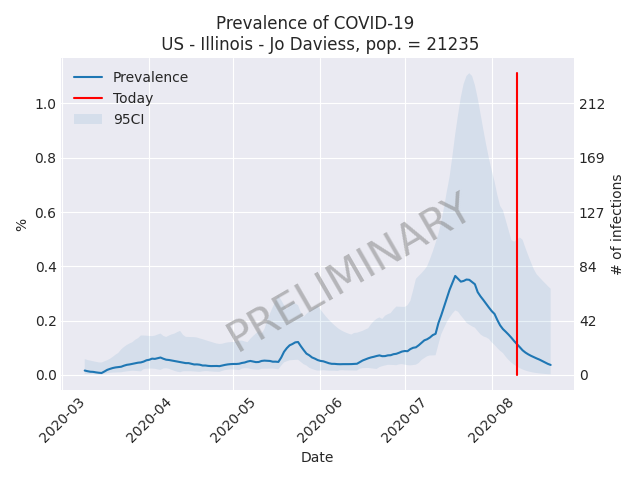 Prevalence of COVID-19
US - Illinois - Jo Daviess, pop. = 21235
Prevalence
Today
95CI
1.0
0.8
0.6
0.4
0.2
0.0
%
212
169
127
84
42
0
# of infections
PRELIMINARY
2020-03
2020-04
2020-05
2020-06
2020-07
2020-08
Date